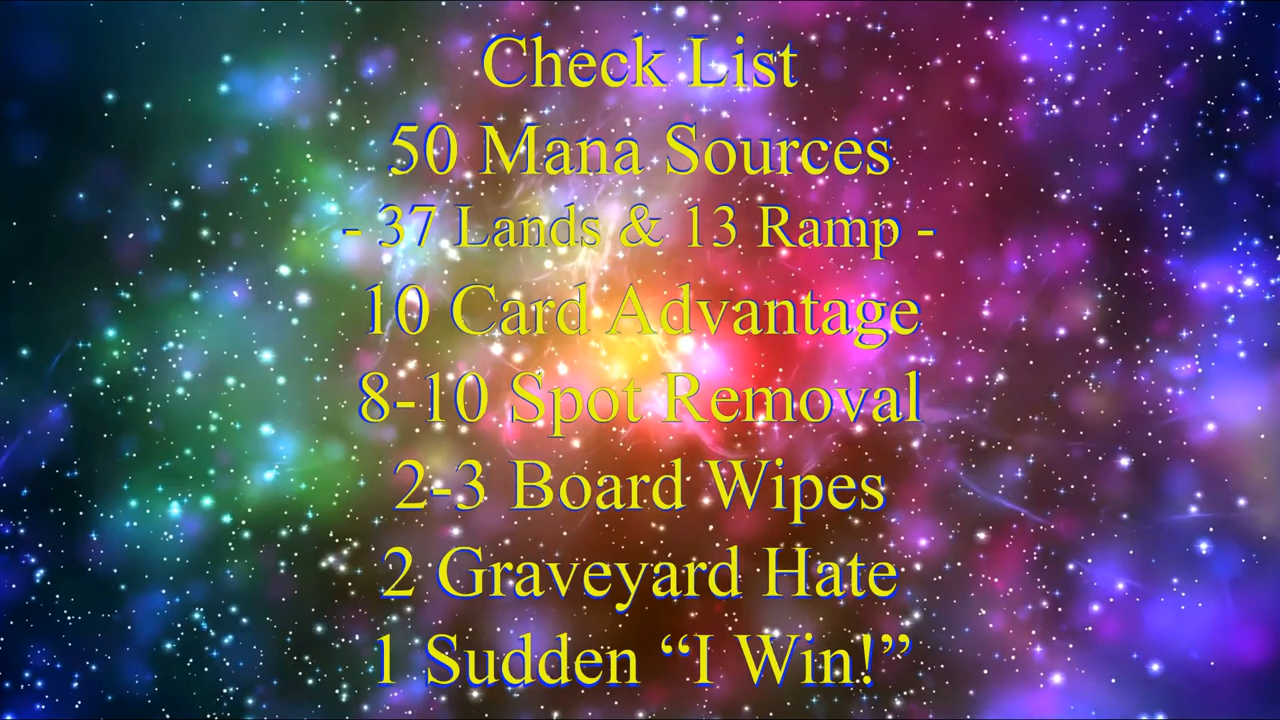 Check List
50 Mana Sources
- 37 Lands & 13 Ramp -
10 Card Advantage
8-10 Spot Removal
2-3 Board Wipes
2 Graveyard Hate
1 Sudden “I Win!”